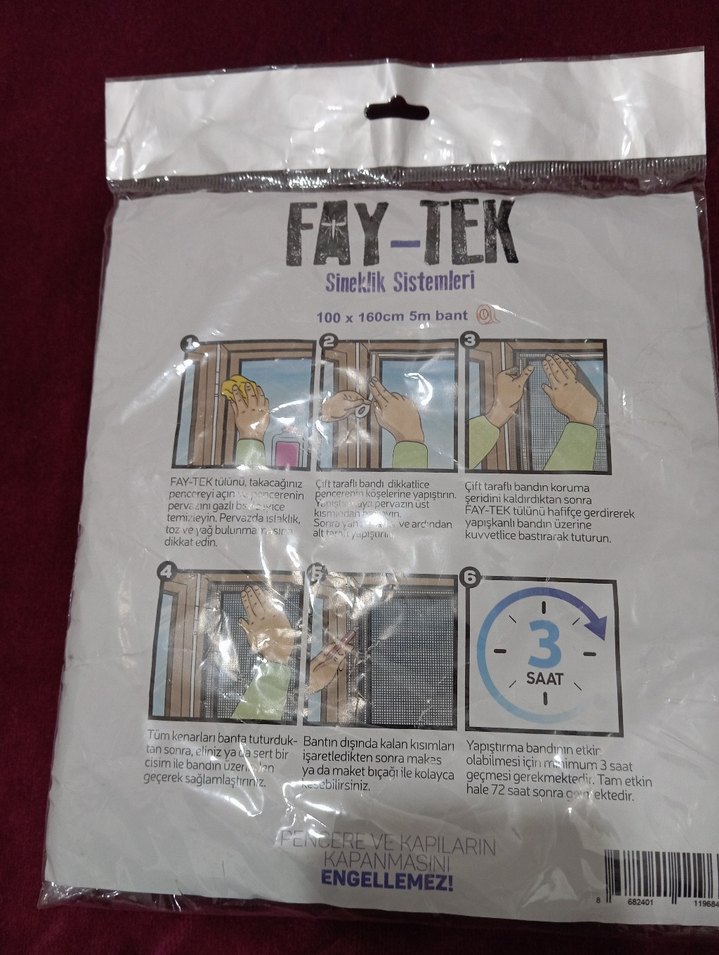 FAY-TEK
Sineklik Sistemleri
100 x 160cm 5m bant
1
FAY-TEK tülünü, takacağınız
pencereyi açın ve pencerenin
pervazını gazlı bez
temizleyin. Pervazda ıslaklık,
toz ve yağ bulunmamasına
dikkat edin.
2
Çift taraflı bandı dikkatlice
pencerenin köşelerine yapıştırın.
Yapıştırmaya pervazın üst
kısmından
Sonra yan ve ardından
alt tarafı yapıştırın.
3
Çift taraflı bandın koruma
şeridini kaldırdıktan sonra
FAY-TEK tülünü hafifçe gerdirerek
yapışkanlı bandın üzerine
kuvvetlice bastırarak tuturun.
4
Tüm kenarları banta tuturduk-
tan sonra, eliniz ya da sert bir
cisim ile bandın üzerinden
geçerek sağlamlaştırınız.
5
Bantın dışında kalan kısımları
işaretledikten sonra makas
ya da maket bıçağı ile kolayca
kesebilirsiniz.
6
3
SAAT
Yapıştırma bandının etkin
olabilmesi için minimum 3 saat
geçmesi gerekmektedir. Tam etkin
hale 72 saat sonra gelmektedir.
PENCERE VE KAPILARIN
KAPANMASINI
ENGELLEMEZ!
8 682401 119684